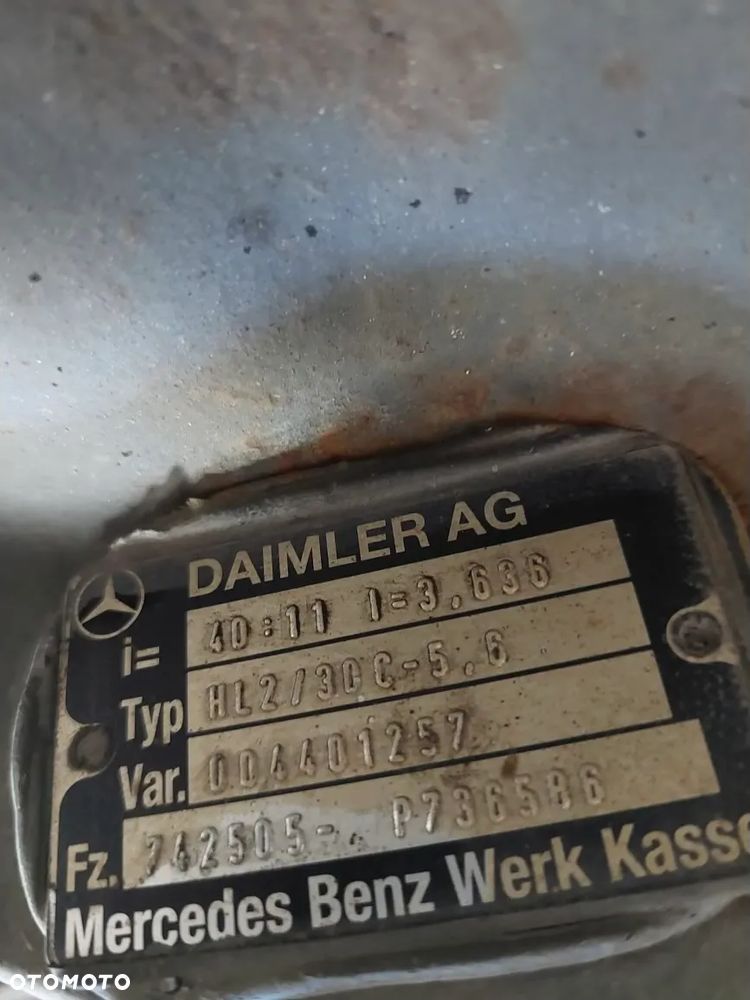 DAIMLER AG
i= 40:11 I=3,636
Typ HL2/30C-5,6
Var. 004401257
Fz. 742505-. P736586
Mercedes Benz Werk Kasse
OTOMOTO